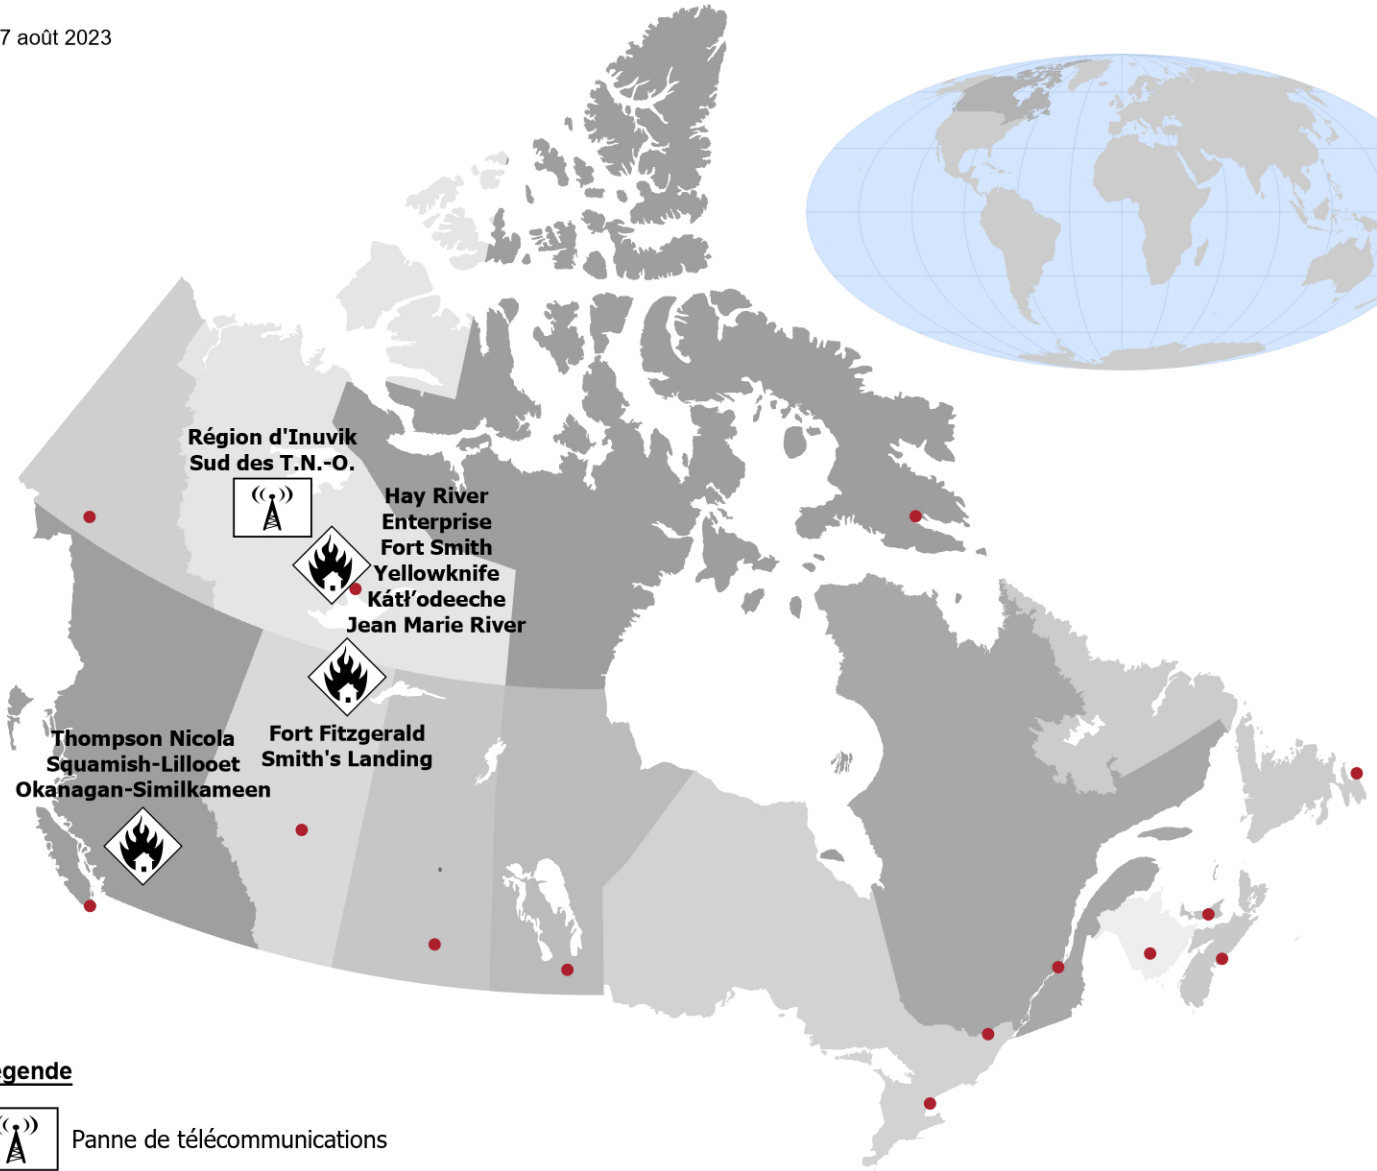 7 août 2023
Région d'Inuvik
Sud des T.N.-O.
Hay River
Enterprise
Fort Smith
Yellowknife
Kátł’odeeche
Jean Marie River
Fort Fitzgerald
Smith's Landing
Thompson Nicola
Squamish-Lillooet
Okanagan-Similkameen
égende
Panne de télécommunications